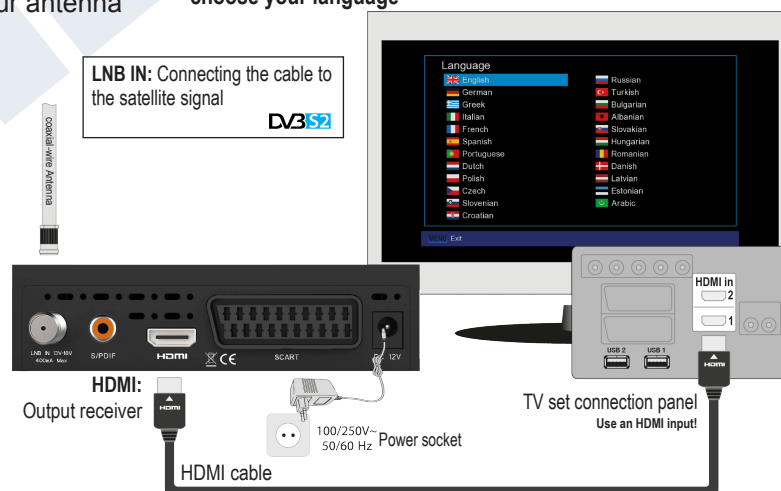 ur antenna
choose your language
LNB IN: Connecting the cable to
the satellite signal
DVB S2
coaxial-wire Antenna
Language
English
German
Greek
Italian
French
Spanish
Portuguese
Dutch
Polish
Czech
Slovenian
Croatian
Russian
Turkish
Bulgarian
Albanian
Slovakian
Hungarian
Romanian
Danish
Latvian
Estonian
Arabic
MENU Exit
LNB IN 13V-18V
400mA Max
S/PDIF
HDMI
CE
SCART
12V
HDMI in
2
1
USB 2
USB 1
HDMI
HDMI:
Output receiver
HDMI
100/250V~
50/60 Hz
Power socket
TV set connection panel
Use an HDMI input!
HDMI cable